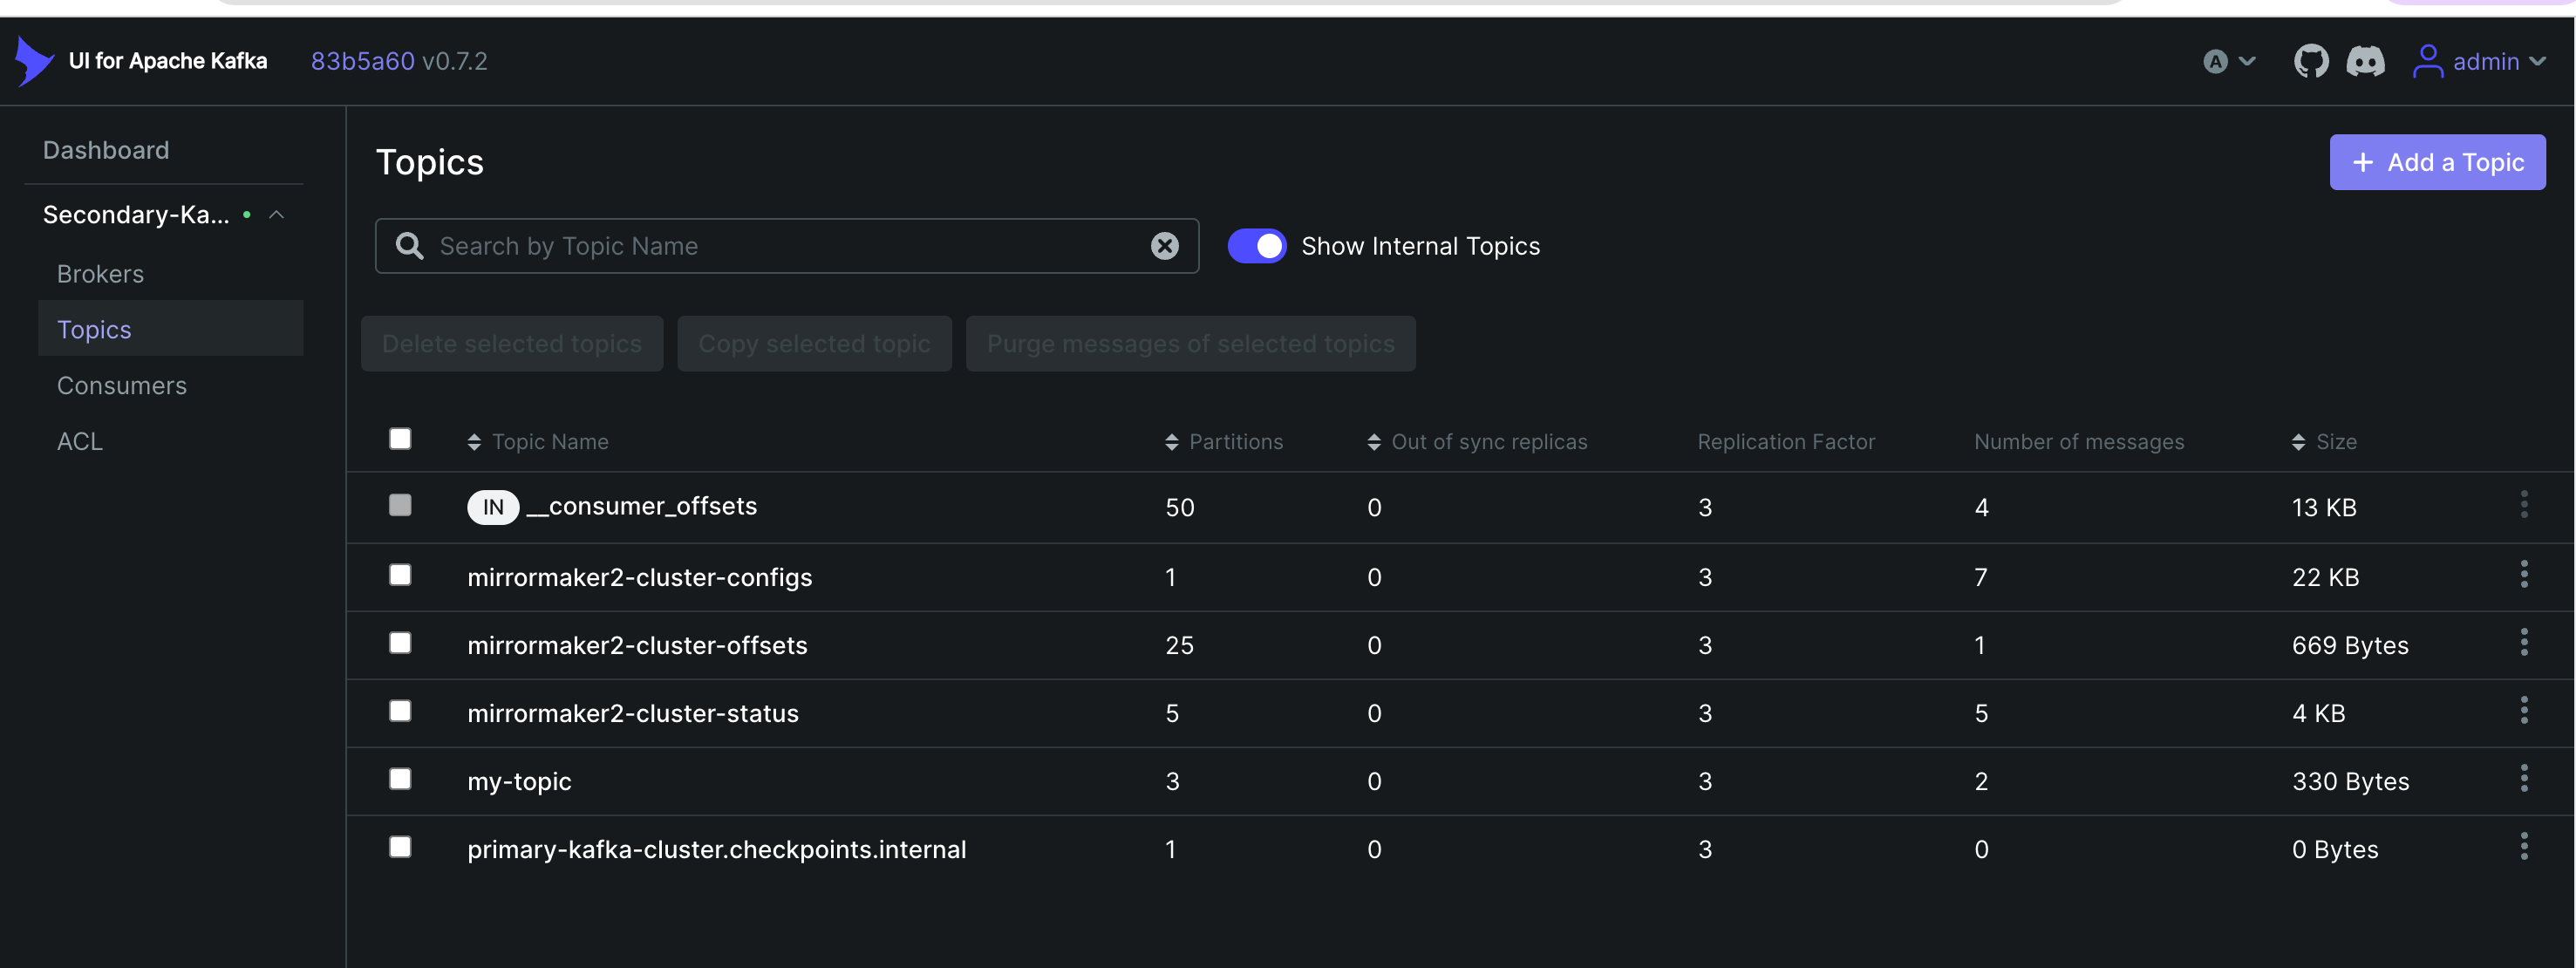 UI for Apache Kafka 83b5a60 v0.7.2 A admin
Dashboard
Secondary-Ka...
Brokers
Topics
Consumers
ACL
Topics
+ Add a Topic
Search by Topic Name
Show Internal Topics
Delete selected topics Copy selected topic Purge messages of selected topics
Topic Name Partitions Out of sync replicas Replication Factor Number of messages Size
IN __consumer_offsets 50 0 3 4 13 KB
mirrormaker2-cluster-configs 1 0 3 7 22 KB
mirrormaker2-cluster-offsets 25 0 3 1 669 Bytes
mirrormaker2-cluster-status 5 0 3 5 4 KB
my-topic 3 0 3 2 330 Bytes
primary-kafka-cluster.checkpoints.internal 1 0 3 0 0 Bytes